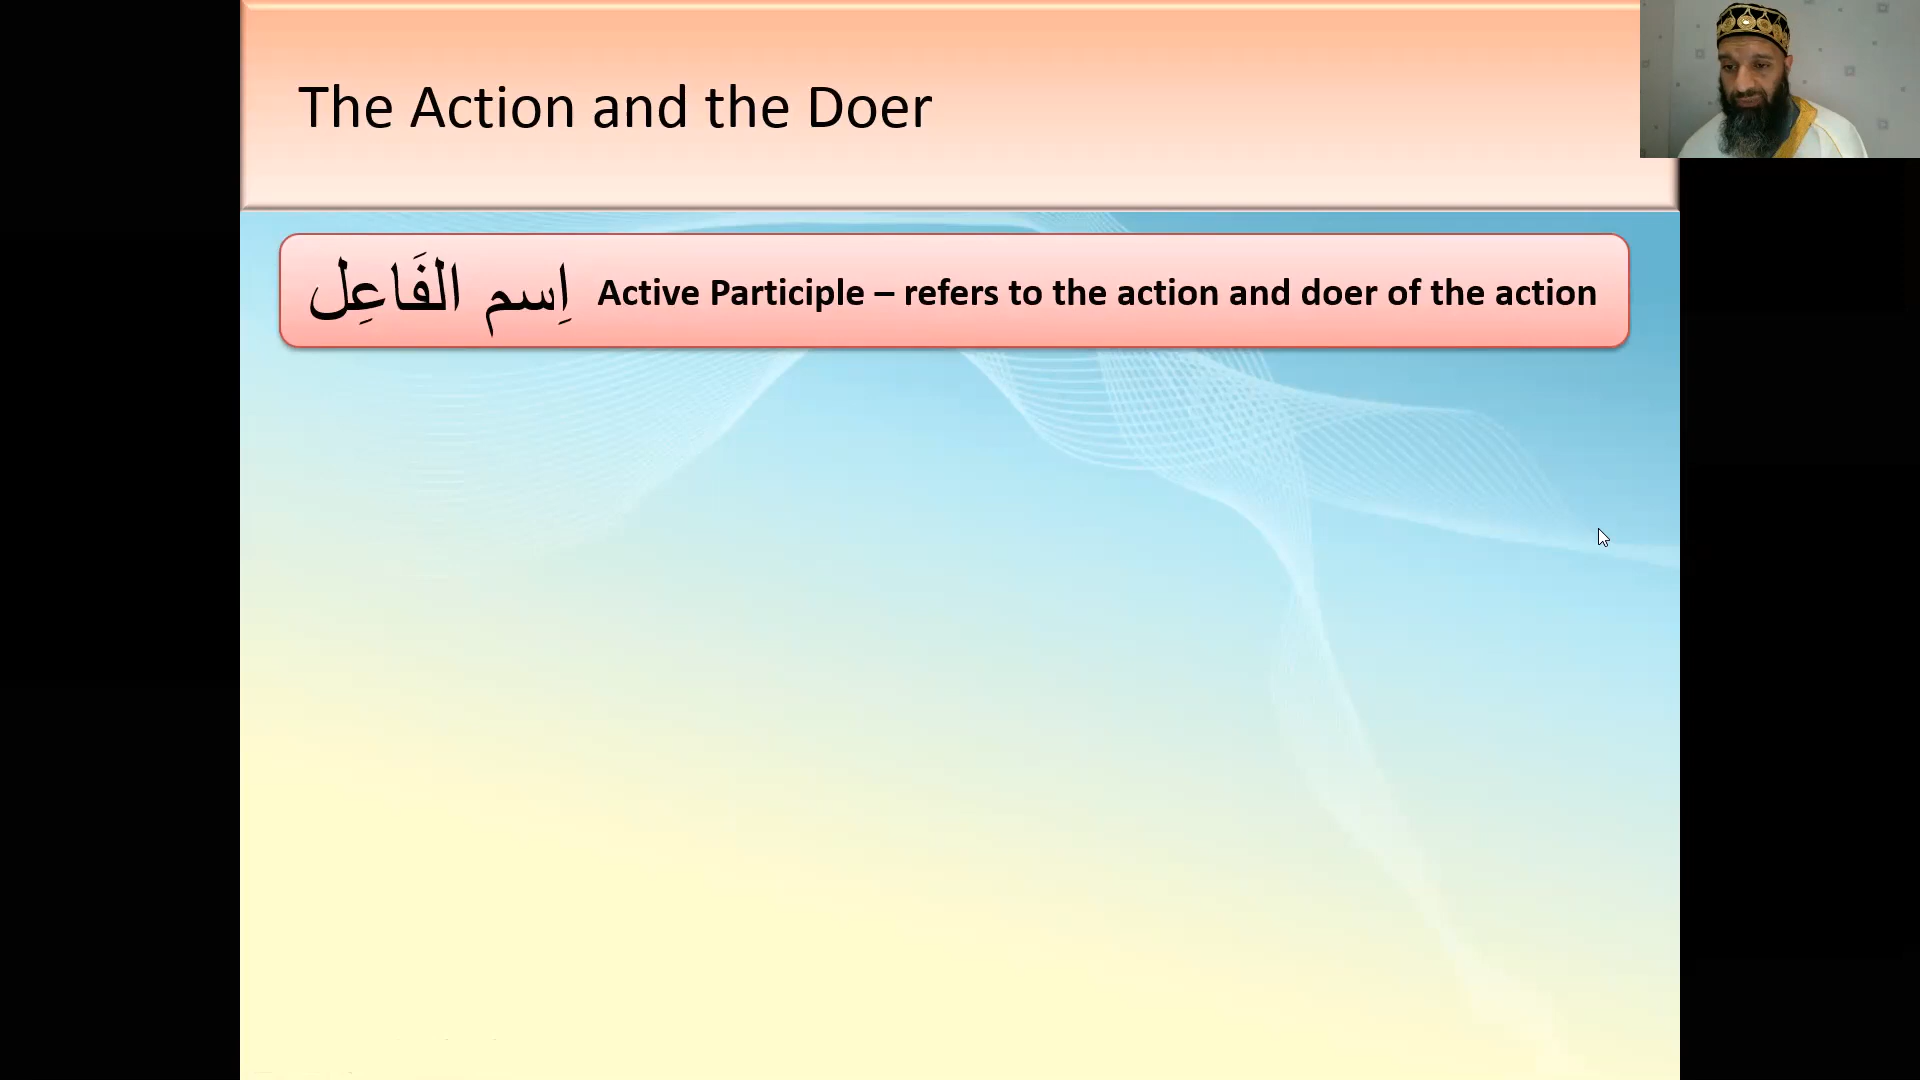 The Action and the Doer
اِسم الفَاعِل Active Participle – refers to the action and doer of the action